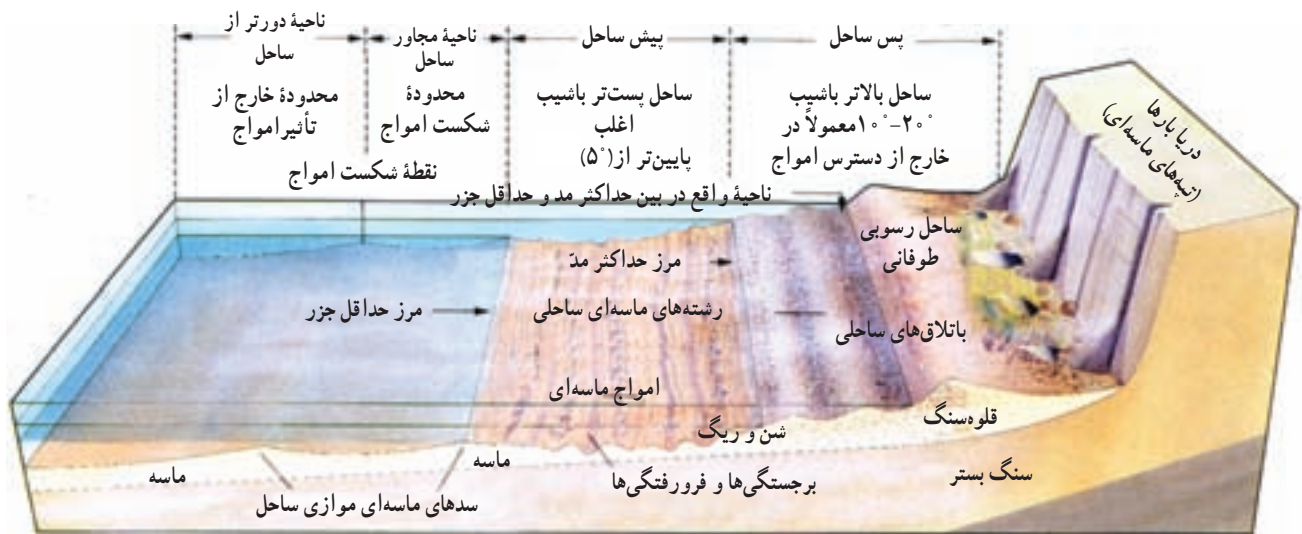 ناحیهٔ دورتر از
ساحل
ناحیهٔ مجاور
ساحل
پیش ساحل
پس ساحل
محدودهٔ خارج از
تأثیر امواج
محدودهٔ
شکست امواج
ساحل پست‌تر باشیب
اغلب
پایین‌تر از (۵°)
ساحل بالاتر باشیب
۲۰°-۱۰° معمولاً در
خارج از دسترس امواج
نقطهٔ شکست امواج
ناحیهٔ واقع در بین حداکثر مد و حداقل جزر
دریا بارها
(تپه‌های ماسه‌ای)
ساحل رسوبی
طوفانی
مرز حداکثر مدّ
مرز حداقل جزر
رشته‌های ماسه‌ای ساحلی
باتلاق‌های ساحلی
امواج ماسه‌ای
قلوه‌سنگ
شن و ریگ
ماسه
ماسه
برجستگی‌ها و فرورفتگی‌ها
سنگ بستر
سدهای ماسه‌ای موازی ساحل